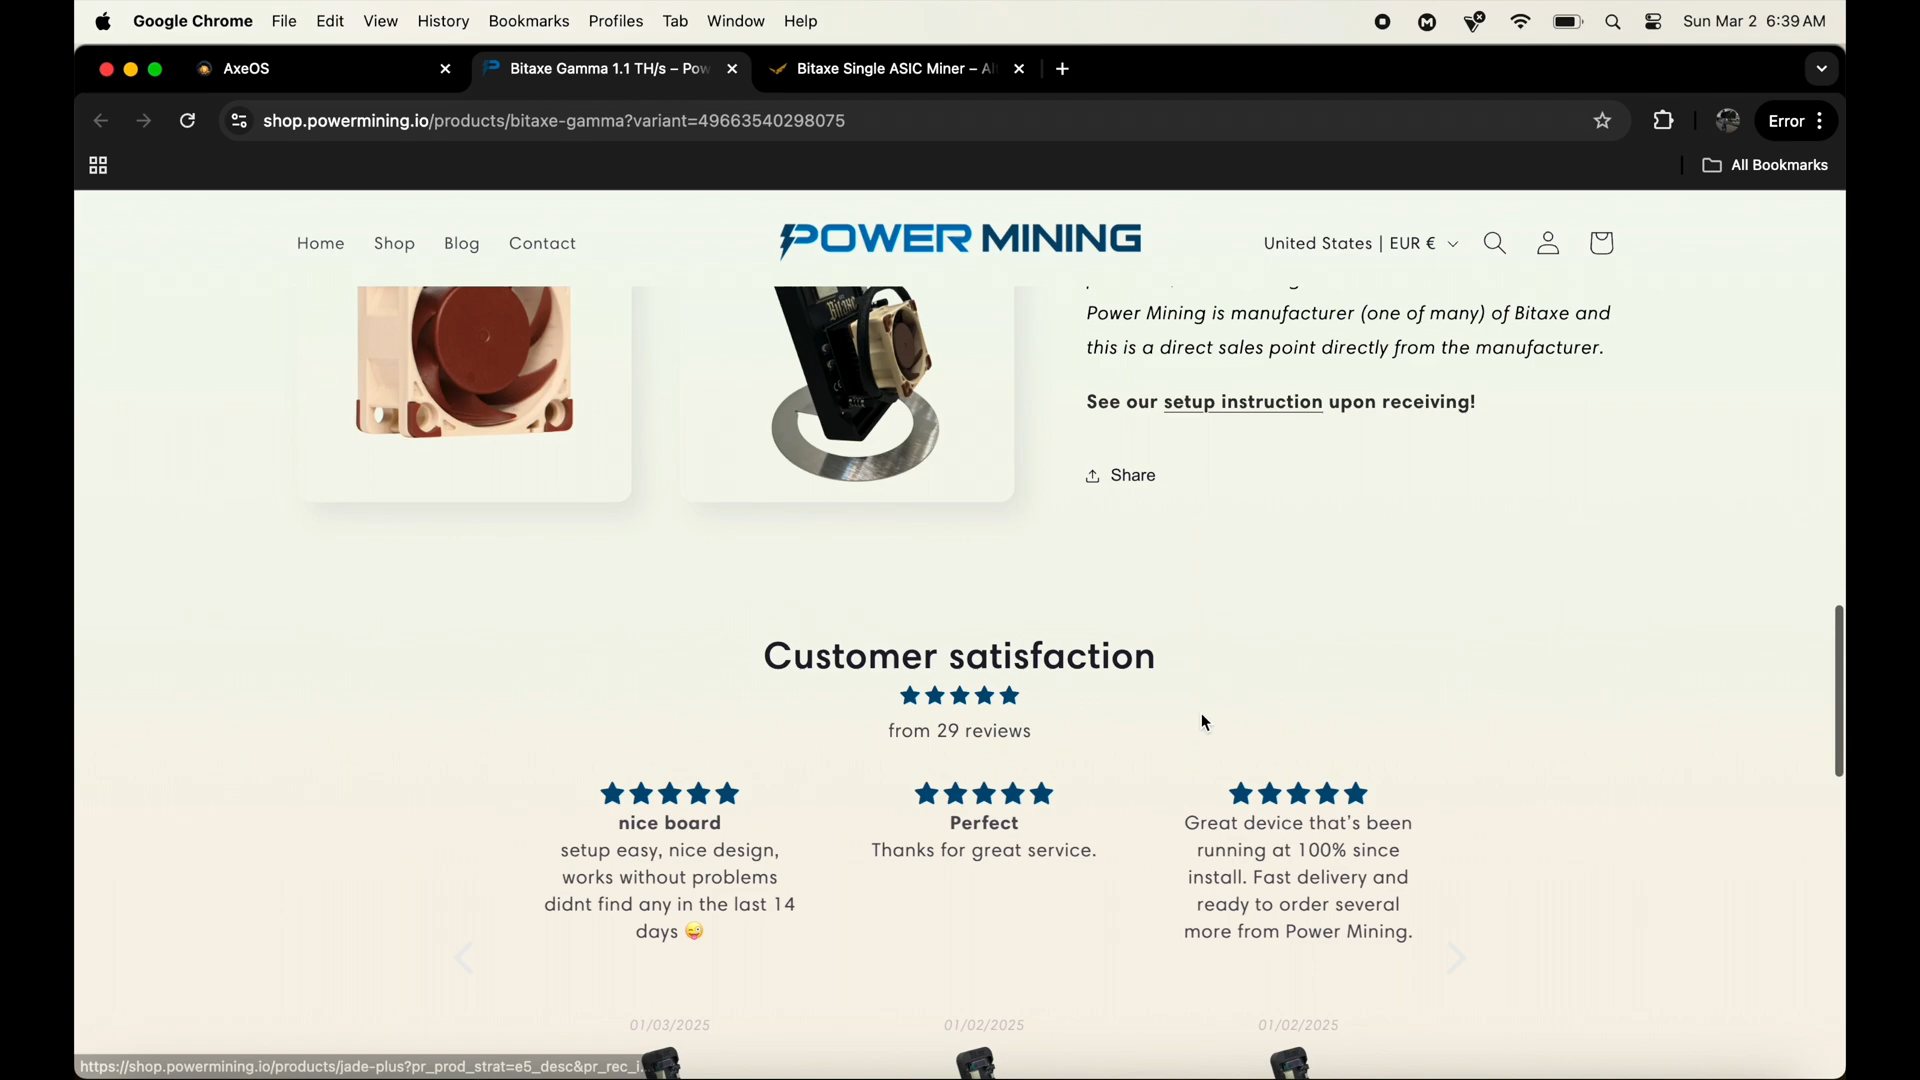 Google Chrome File Edit View History Bookmarks Profiles Tab Window Help Sun Mar 2 6:39 AM
AxeOS Bitaxe Gamma 1.1 TH/s – Pow Bitaxe Single ASIC Miner – Al
shop.powermining.io/products/bitaxe-gamma?variant=49663540298075 Error
All Bookmarks
Home Shop Blog Contact POWER MINING United States | EUR €
Bitaxe
Power Mining is manufacturer (one of many) of Bitaxe and
this is a direct sales point directly from the manufacturer.
See our setup instruction upon receiving!
Share
Customer satisfaction
from 29 reviews
nice board
setup easy, nice design,
works without problems
didnt find any in the last 14
days 😜
Perfect
Thanks for great service.
Great device that's been
running at 100% since
install. Fast delivery and
ready to order several
more from Power Mining.
01/03/2025 01/02/2025 01/02/2025
https://shop.powermining.io/products/jade-plus?pr_prod_strat=e5_desc&pr_rec_i...